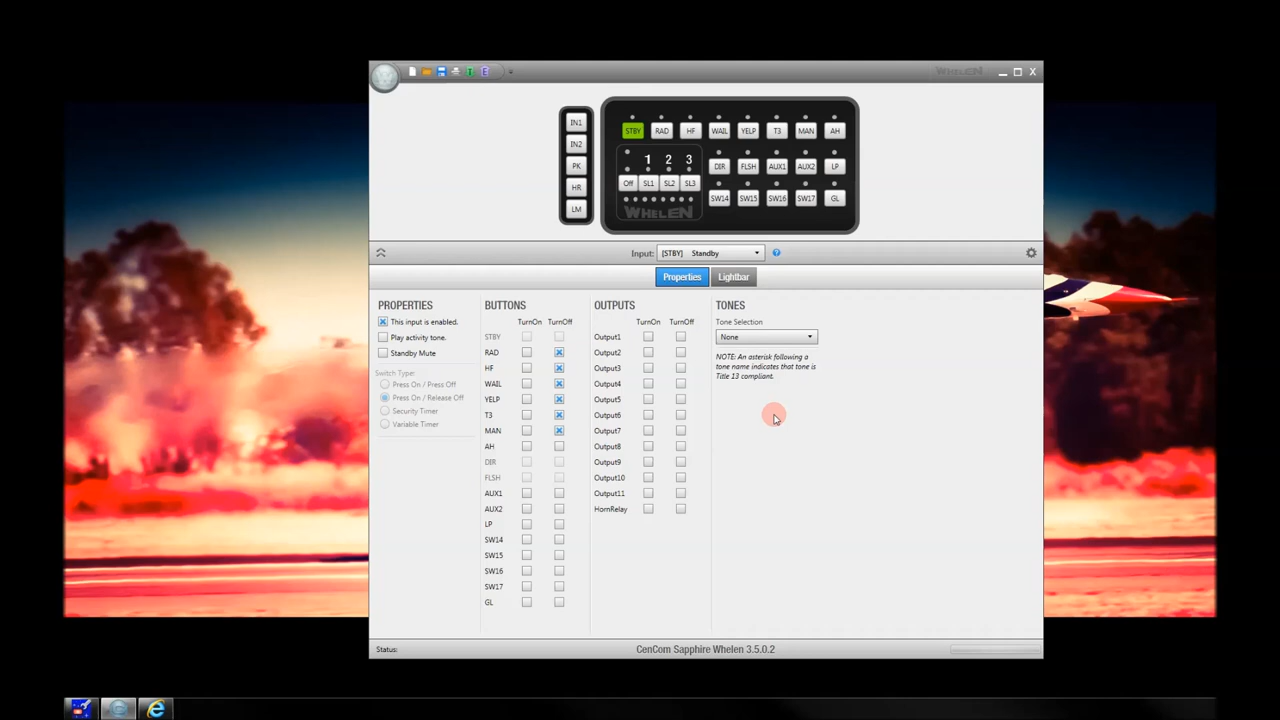 WHELEN
IN1
IN2
PK
HR
LM
STBY RAD HF WAIL YELP T3 MAN AH
1 2 3
DIR FLSH AUX1 AUX2 LP
Off SL1 SL2 SL3
SW14 SW15 SW16 SW17 GL
WHELEN
Input: [STBY] Standby
Properties Lightbar
PROPERTIES
This input is enabled.
Play activity tone.
Standby Mute
Switch Type:
Press On / Press Off
Press On / Release Off
Security Timer
Variable Timer
BUTTONS
TurnOn TurnOff
STBY
RAD
HF
WAIL
YELP
T3
MAN
AH
DIR
FLSH
AUX1
AUX2
LP
SW14
SW15
SW16
SW17
GL
OUTPUTS
TurnOn TurnOff
Output1
Output2
Output3
Output4
Output5
Output6
Output7
Output8
Output9
Output10
Output11
HornRelay
TONES
Tone Selection
None
NOTE: An asterisk following a
tone name indicates that tone is
Title 13 compliant.
Status:
CenCom Sapphire Whelen 3.5.0.2